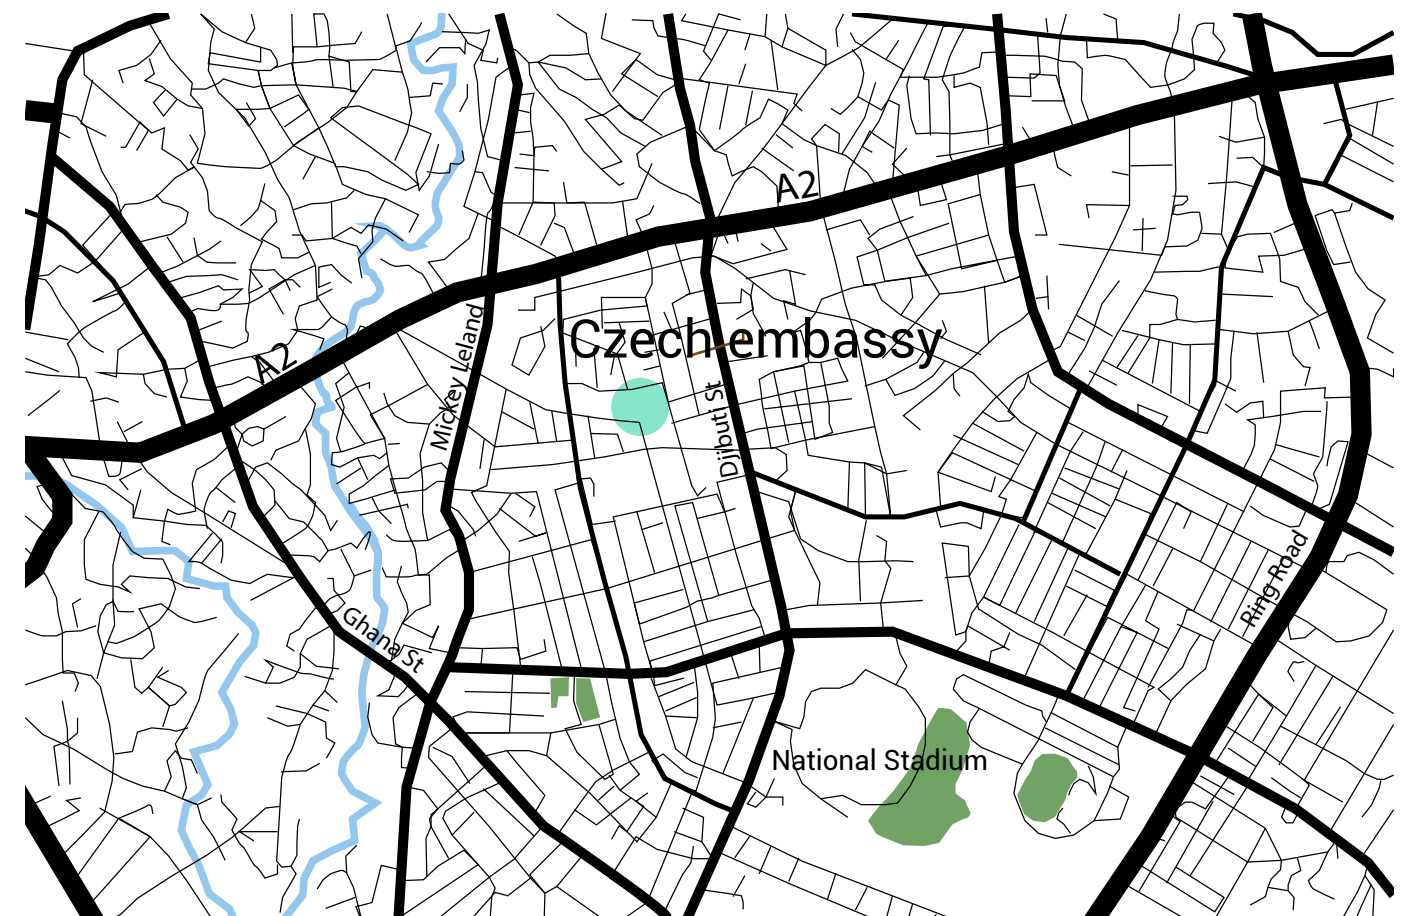 A2
Czech embassy
A2
Mickey Leland
Djibuti St
Ring Road
Ghana St
National Stadium